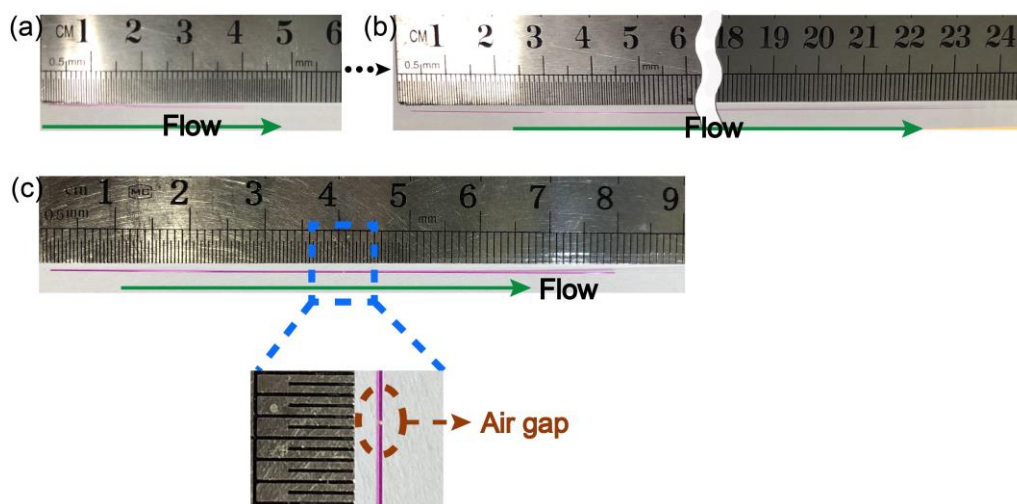 (a)
CM 1 2 3 4 5 6
0.5mm mm
Flow
(b)
CM 1 2 3 4 5 6 18 19 20 21 22 23 24
0.5 mm mm
Flow
(c)
cm 1 MC 2 3 4 5 6 7 8 9
0.5mm mm
Flow
Air gap